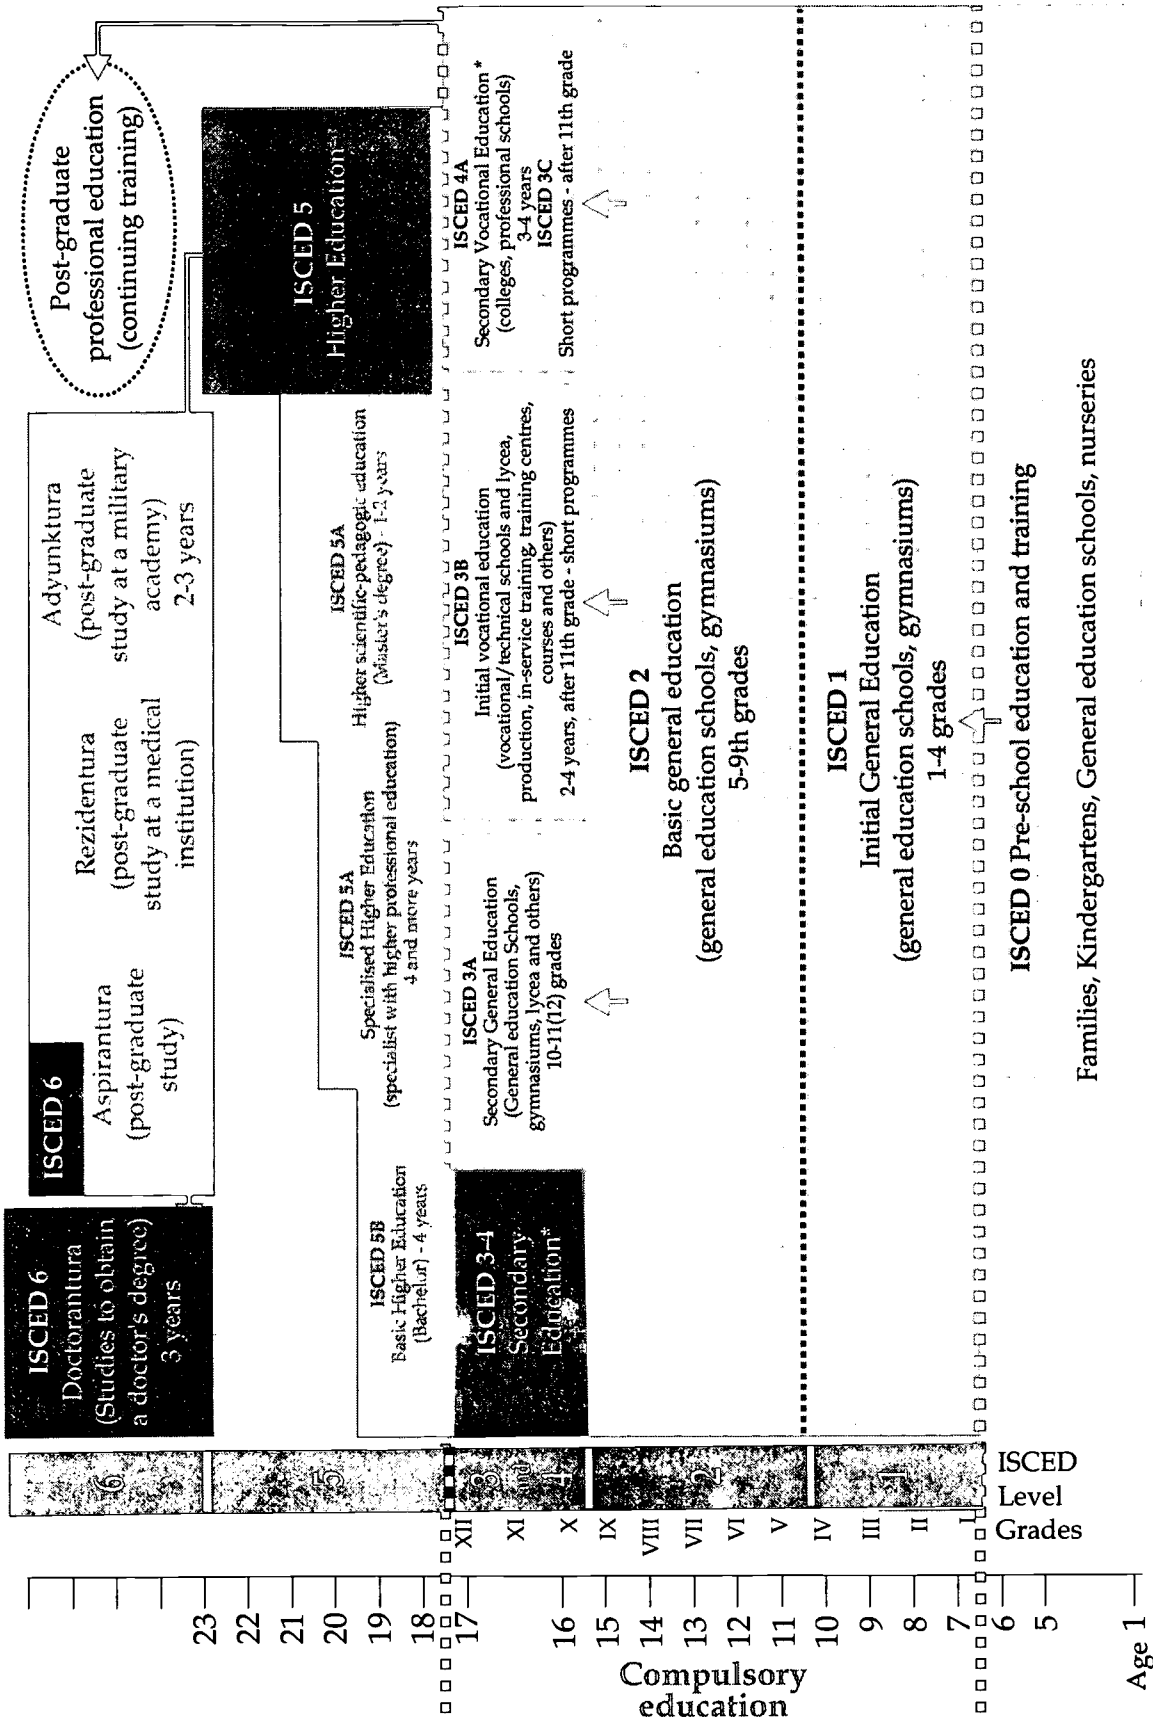 ISCED 6
Doctorantura
(Studies to obtain
a doctor's degree)
3 years
ISCED 6
Aspirantura
(post-graduate
study)
Rezidentura
(post-graduate
study at a medical
institution)
Adyunktura
(post-graduate
study at a military
academy)
2-3 years
Post-graduate
professional education
(continuing training)
ISCED 5
Higher Education
ISCED 5B
Basic Higher Education
(Bachelor) - 4 years
ISCED 5A
Specialised Higher Education
(specialist with higher professional education)
4 and more years
ISCED 5A
Higher scientific-pedagogic education
(Master's degree) - 1-2 years
ISCED 3-4
Secondary
Education*
ISCED 3A
Secondary General Education
(General education Schools,
gymnasiums, lycea and others)
10-11(12) grades
ISCED 3B
Initial vocational education
(vocational/technical schools and lycea,
production, in-service training, training centres,
courses and others)
2-4 years, after 11th grade - short programmes
ISCED 4A
Secondary Vocational Education*
(colleges, professional schools)
3-4 years
ISCED 3C
Short programmes - after 11th grade
ISCED 2
Basic general education
(general education schools, gymnasiums)
5-9th grades
ISCED 1
Initial General Education
(general education schools, gymnasiums)
1-4 grades
ISCED 0 Pre-school education and training
Families, Kindergartens, General education schools, nurseries
6
5
3
and
4
2
1
ISCED
Level
Grades
XII
XI
X
IX
VIII
VII
VI
V
IV
III
II
I
23
22
21
20
19
18
17
16
15
14
13
12
11
10
9
8
7
6
5
1
Age
Compulsory
education